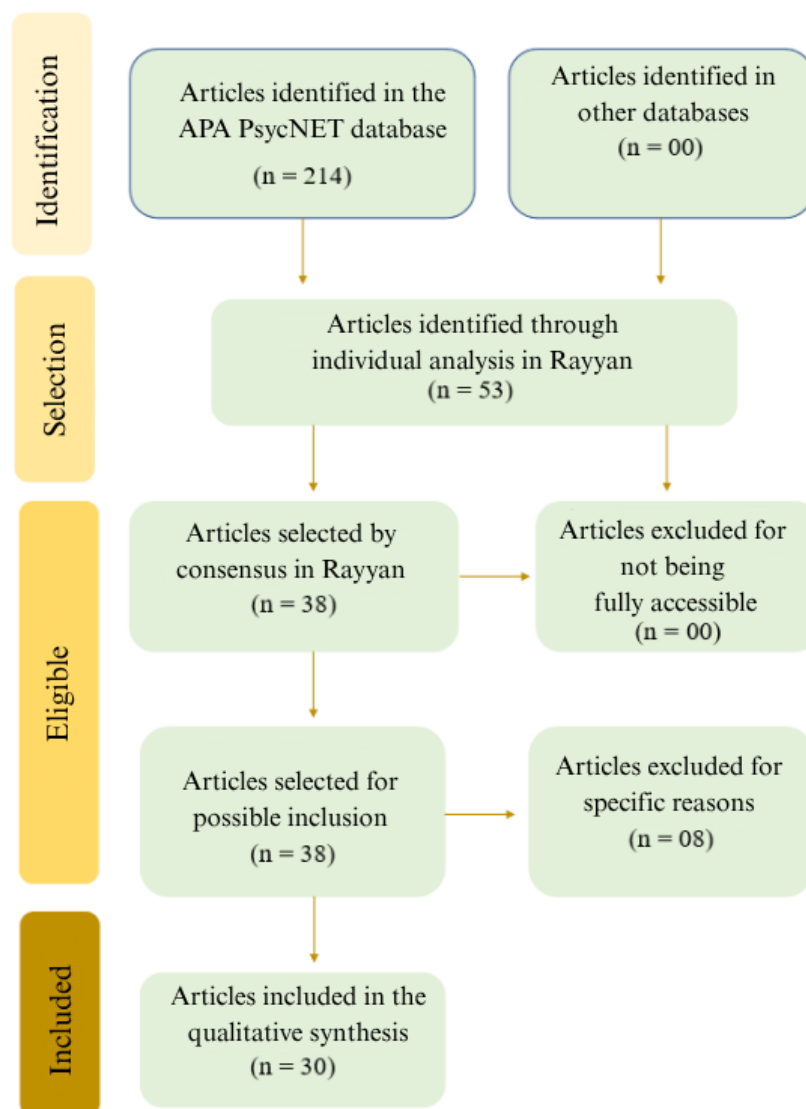 Identification
Articles identified in the
APA PsycNET database
(n = 214)
Articles identified in
other databases
(n = 00)
Selection
Articles identified through
individual analysis in Rayyan
(n = 53)
Eligible
Articles selected by
consensus in Rayyan
(n = 38)
Articles excluded for
not being
fully accessible
(n = 00)
Articles selected for
possible inclusion
(n = 38)
Articles excluded for
specific reasons
(n = 08)
Included
Articles included in the
qualitative synthesis
(n = 30)